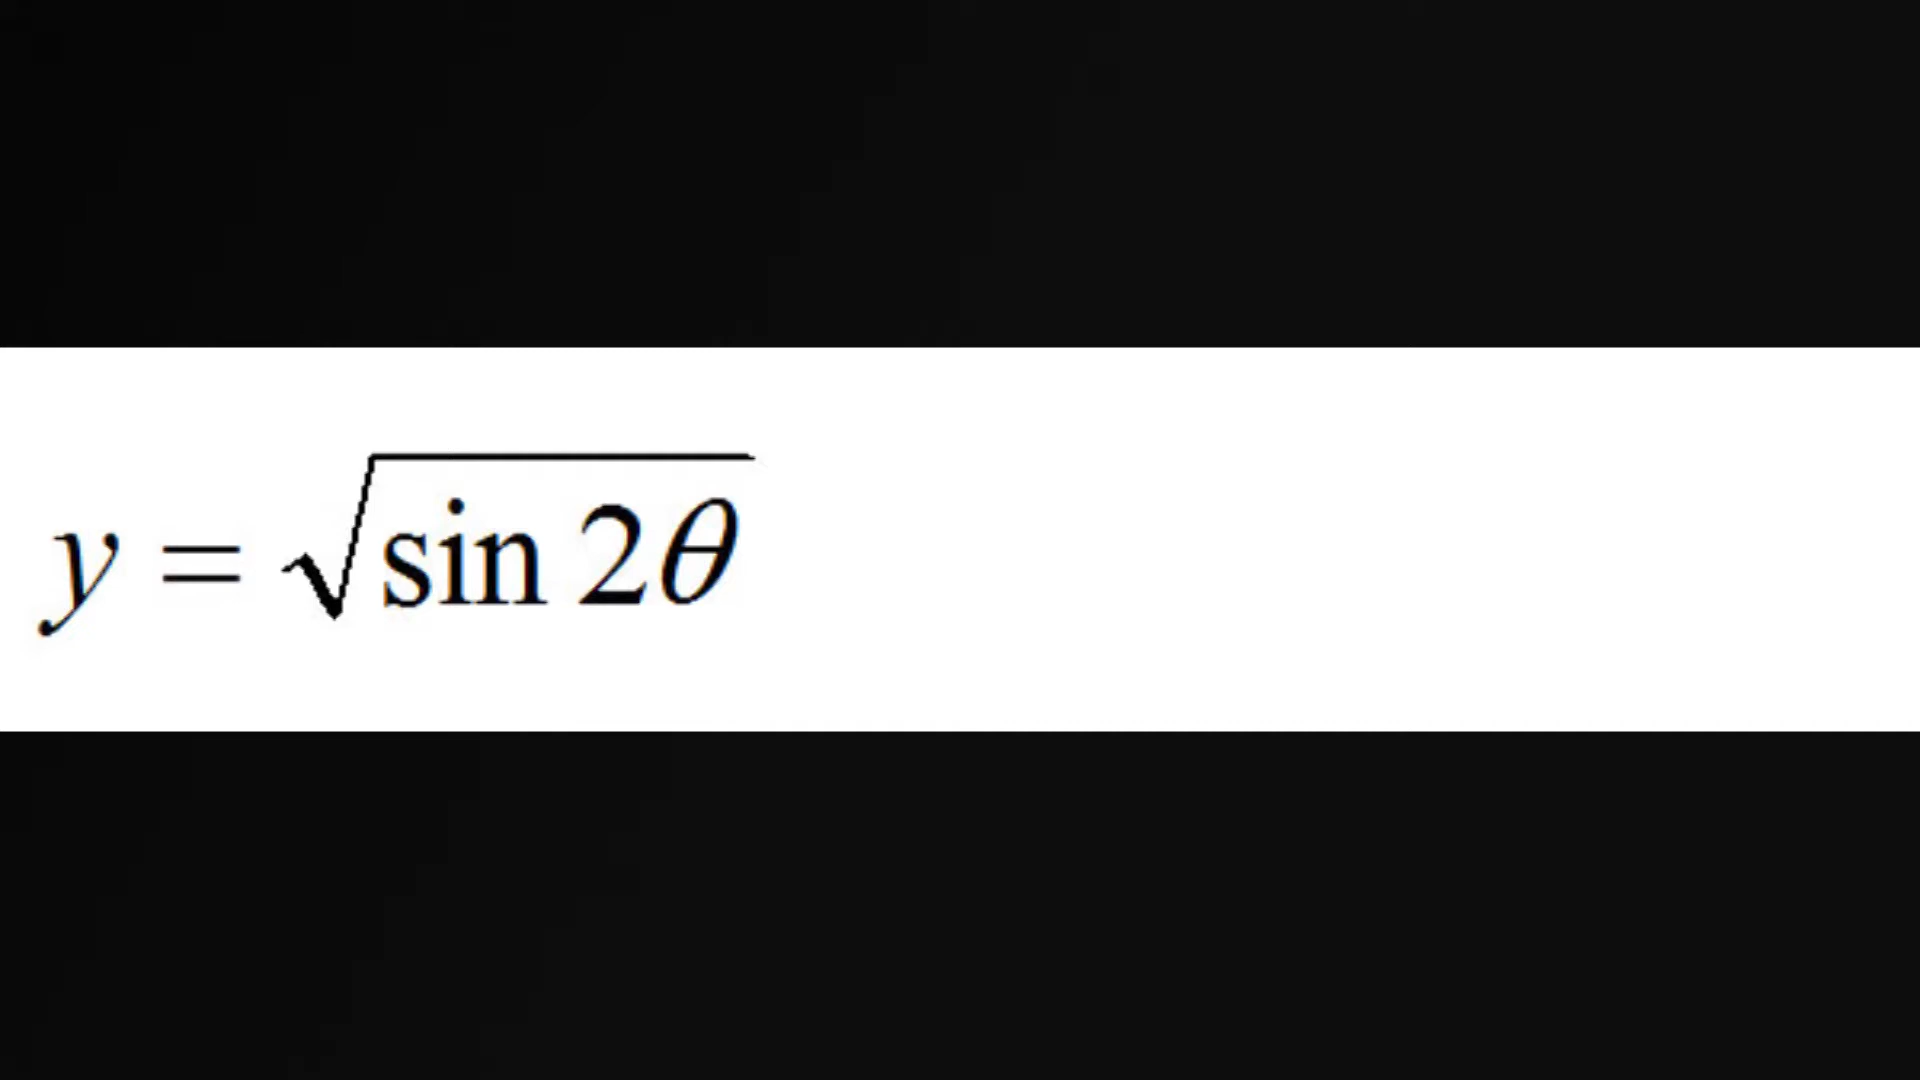 y = √sin 2θ